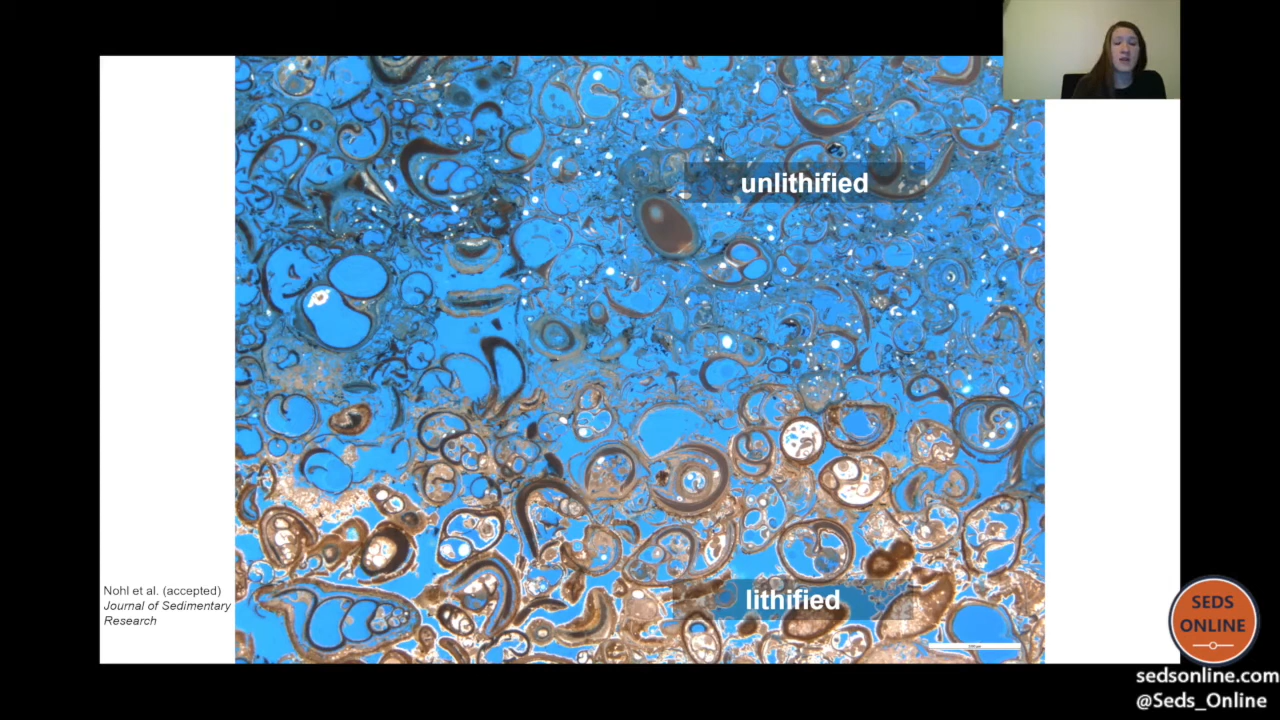 unlithified
lithified
Nohl et al. (accepted)
Journal of Sedimentary
Research
SEDS
ONLINE
sedsonline.com
@Seds_Online